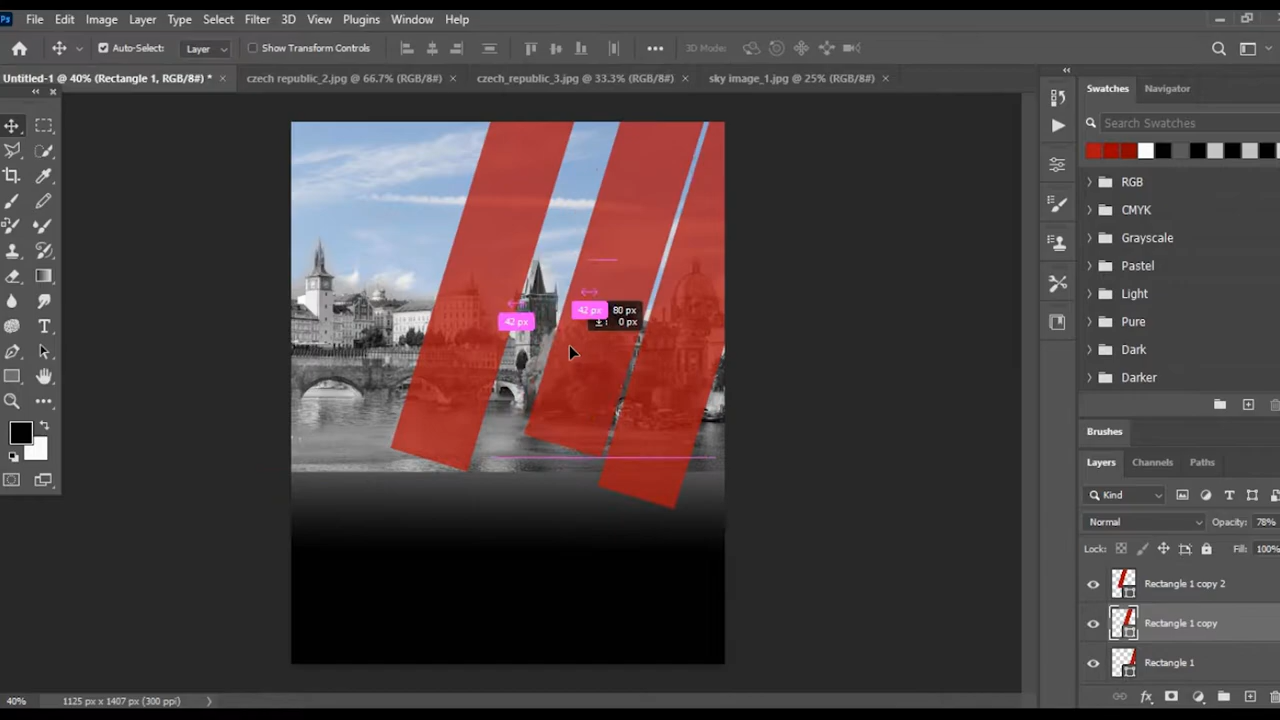 Ps File Edit Image Layer Type Select Filter 3D View Plugins Window Help
Auto-Select: Layer Show Transform Controls 3D Mode:
Untitled-1 @ 40% (Rectangle 1, RGB/8#) * czech republic_2.jpg @ 66.7% (RGB/8#) czech_republic_3.jpg @ 33.3% (RGB/8#) sky image_1.jpg @ 25% (RGB/8#)
Swatches Navigator
Search Swatches
RGB
CMYK
Grayscale
Pastel
Light
Pure
Dark
Darker
42 px 80 px
42 px 0 px
Brushes
Layers Channels Paths
Kind
Normal Opacity: 78%
Lock: Fill: 100%
Rectangle 1 copy 2
Rectangle 1 copy
Rectangle 1
40% 1125 px x 1407 px (300 ppi)